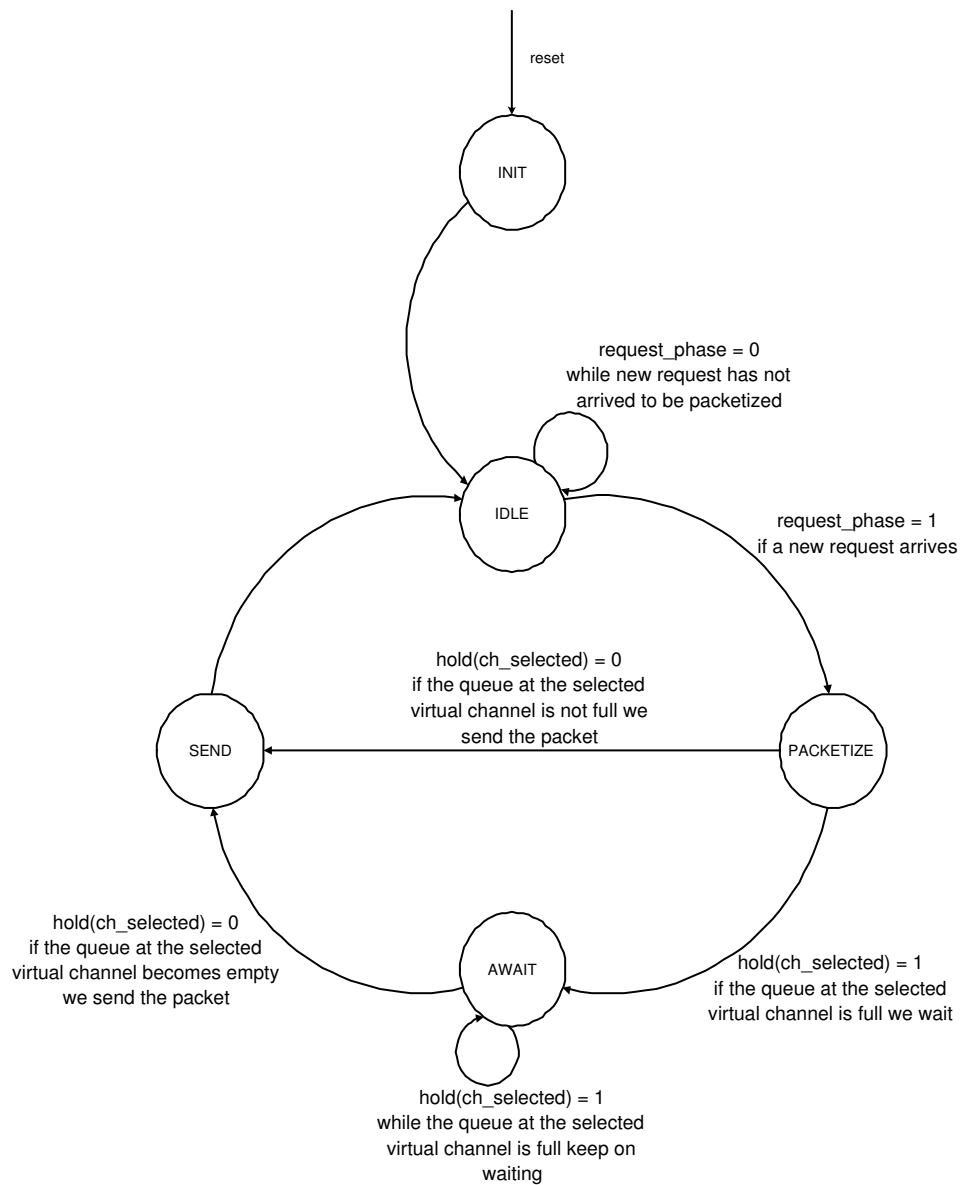 reset
INIT
request_phase = 0
while new request has not
arrived to be packetized
IDLE
request_phase = 1
if a new request arrives
hold(ch_selected) = 0
if the queue at the selected
virtual channel is not full we
send the packet
SEND
PACKETIZE
hold(ch_selected) = 0
if the queue at the selected
virtual channel becomes empty
we send the packet
AWAIT
hold(ch_selected) = 1
if the queue at the selected
virtual channel is full we wait
hold(ch_selected) = 1
while the queue at the selected
virtual channel is full keep on
waiting